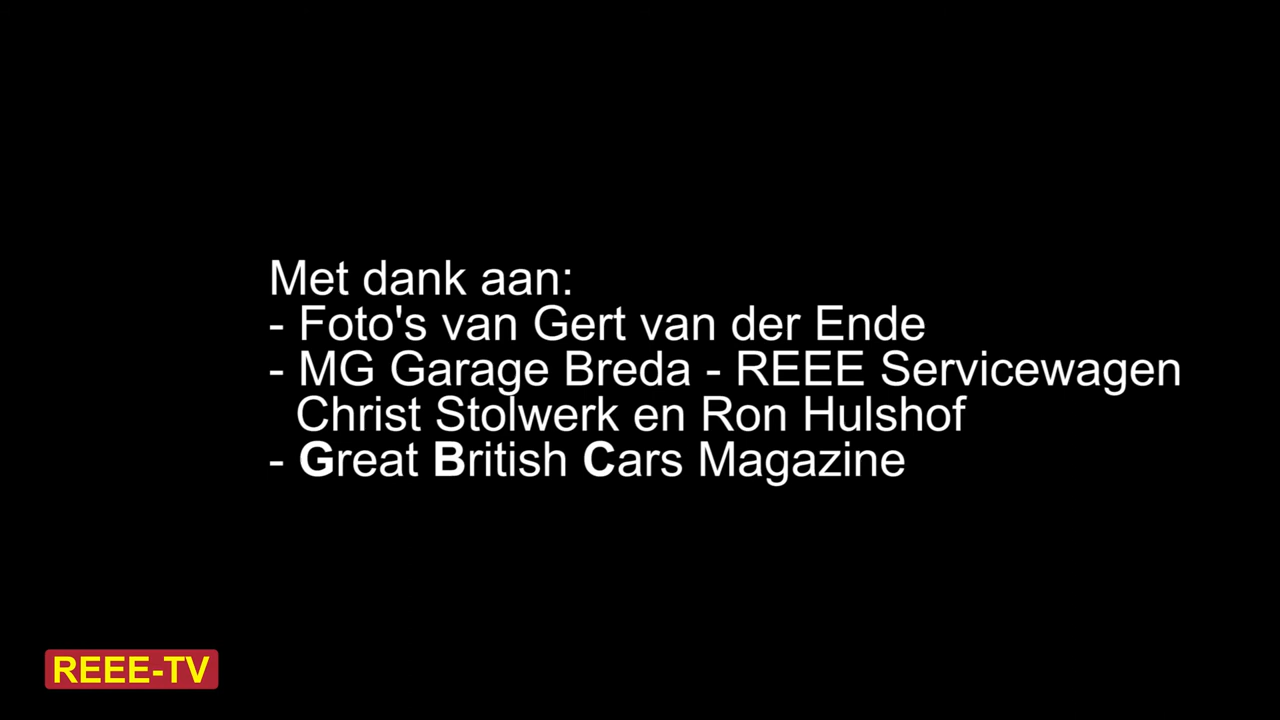 Met dank aan:
- Foto's van Gert van der Ende
- MG Garage Breda - REEE Servicewagen
Christ Stolwerk en Ron Hulshof
- Great British Cars Magazine
REEE-TV